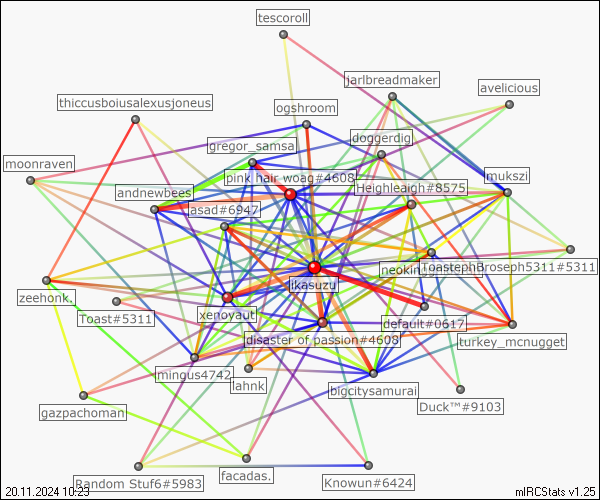 tescoroll
jarlbreadmaker
avelicious
thiccusboiusalexusjoneus
ogshroom
doggerdig
gregor_samsa
moonraven
pink hair woag#4608
mukszi
andnewbees
Heighleaigh#8575
asad#6947
ToastephBroseph5311#5311
ikasuzu
zeehonk.
xenoyaut
Toast#5311
default#0617
disaster of passion#4608
turkey_mcnugget
mingus4742
iahnk
bigcitysamurai
gazpachoman
Duck™#9103
facadas.
Random Stuf6#5983
Knowun#6424
20.11.2024 10:23
mIRCStats v1.25